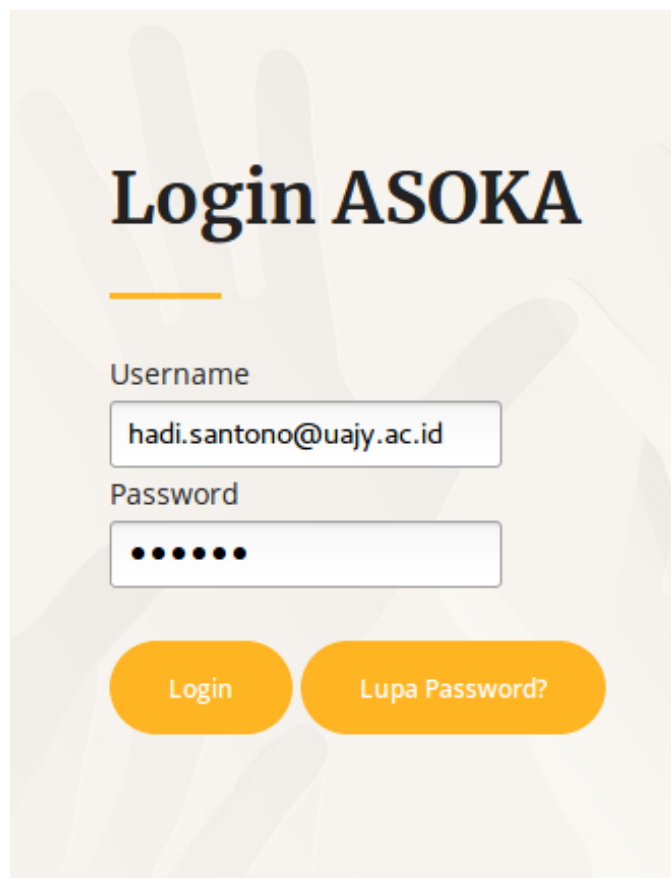 Login ASOKA
Username
hadi.santono@uajy.ac.id
Password
••••••
Login Lupa Password?